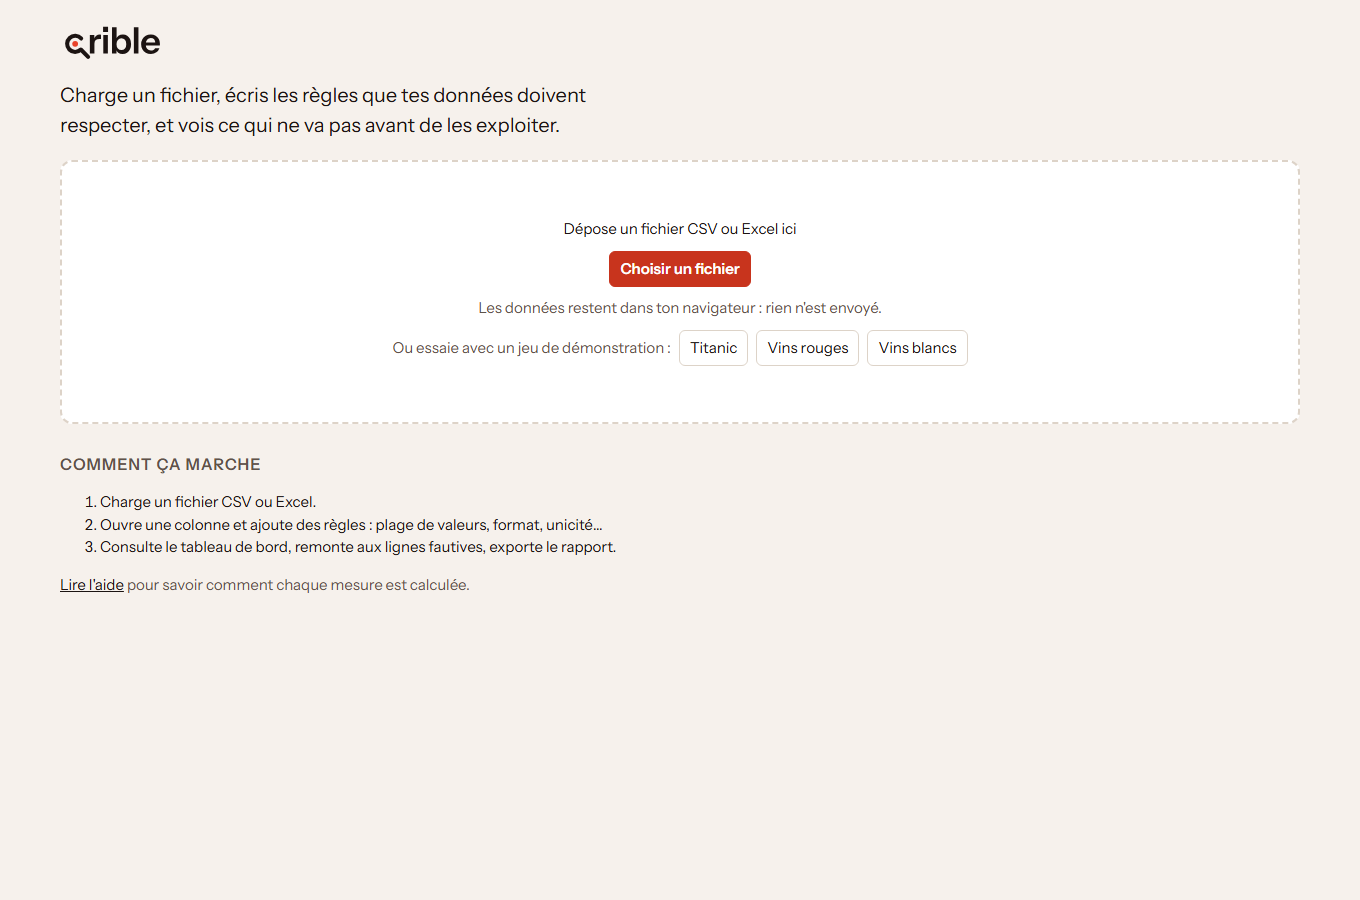 crible
Charge un fichier, écris les règles que tes données doivent
respecter, et vois ce qui ne va pas avant de les exploiter.
Dépose un fichier CSV ou Excel ici
Choisir un fichier
Les données restent dans ton navigateur : rien n'est envoyé.
Ou essaie avec un jeu de démonstration : Titanic Vins rouges Vins blancs
COMMENT ÇA MARCHE
1. Charge un fichier CSV ou Excel.
2. Ouvre une colonne et ajoute des règles : plage de valeurs, format, unicité…
3. Consulte le tableau de bord, remonte aux lignes fautives, exporte le rapport.
Lire l'aide pour savoir comment chaque mesure est calculée.